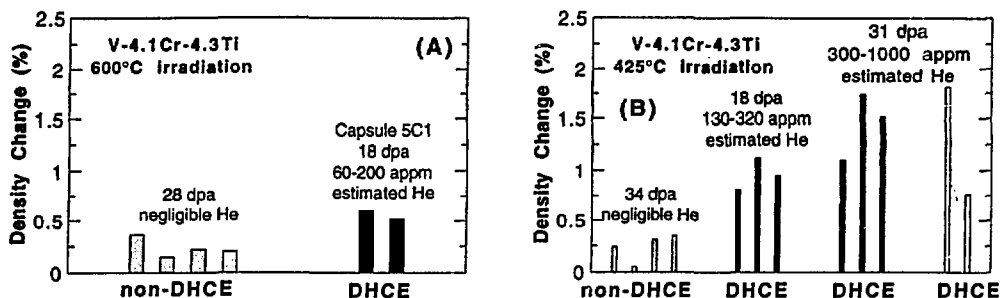 2.5
2
1.5
1
0.5
0
Density Change (%)
V-4.1Cr-4.3Ti
600°C irradiation
(A)
28 dpa
negligible He
Capsule 5C1
18 dpa
60-200 appm
estimated He
non-DHCE
DHCE
2.5
2
1.5
1
0.5
0
Density Change (%)
V-4.1Cr-4.3Ti
425°C irradiation
(B)
34 dpa
negligible He
18 dpa
130-320 appm
estimated He
31 dpa
300-1000 appm
estimated He
non-DHCE
DHCE
DHCE
DHCE